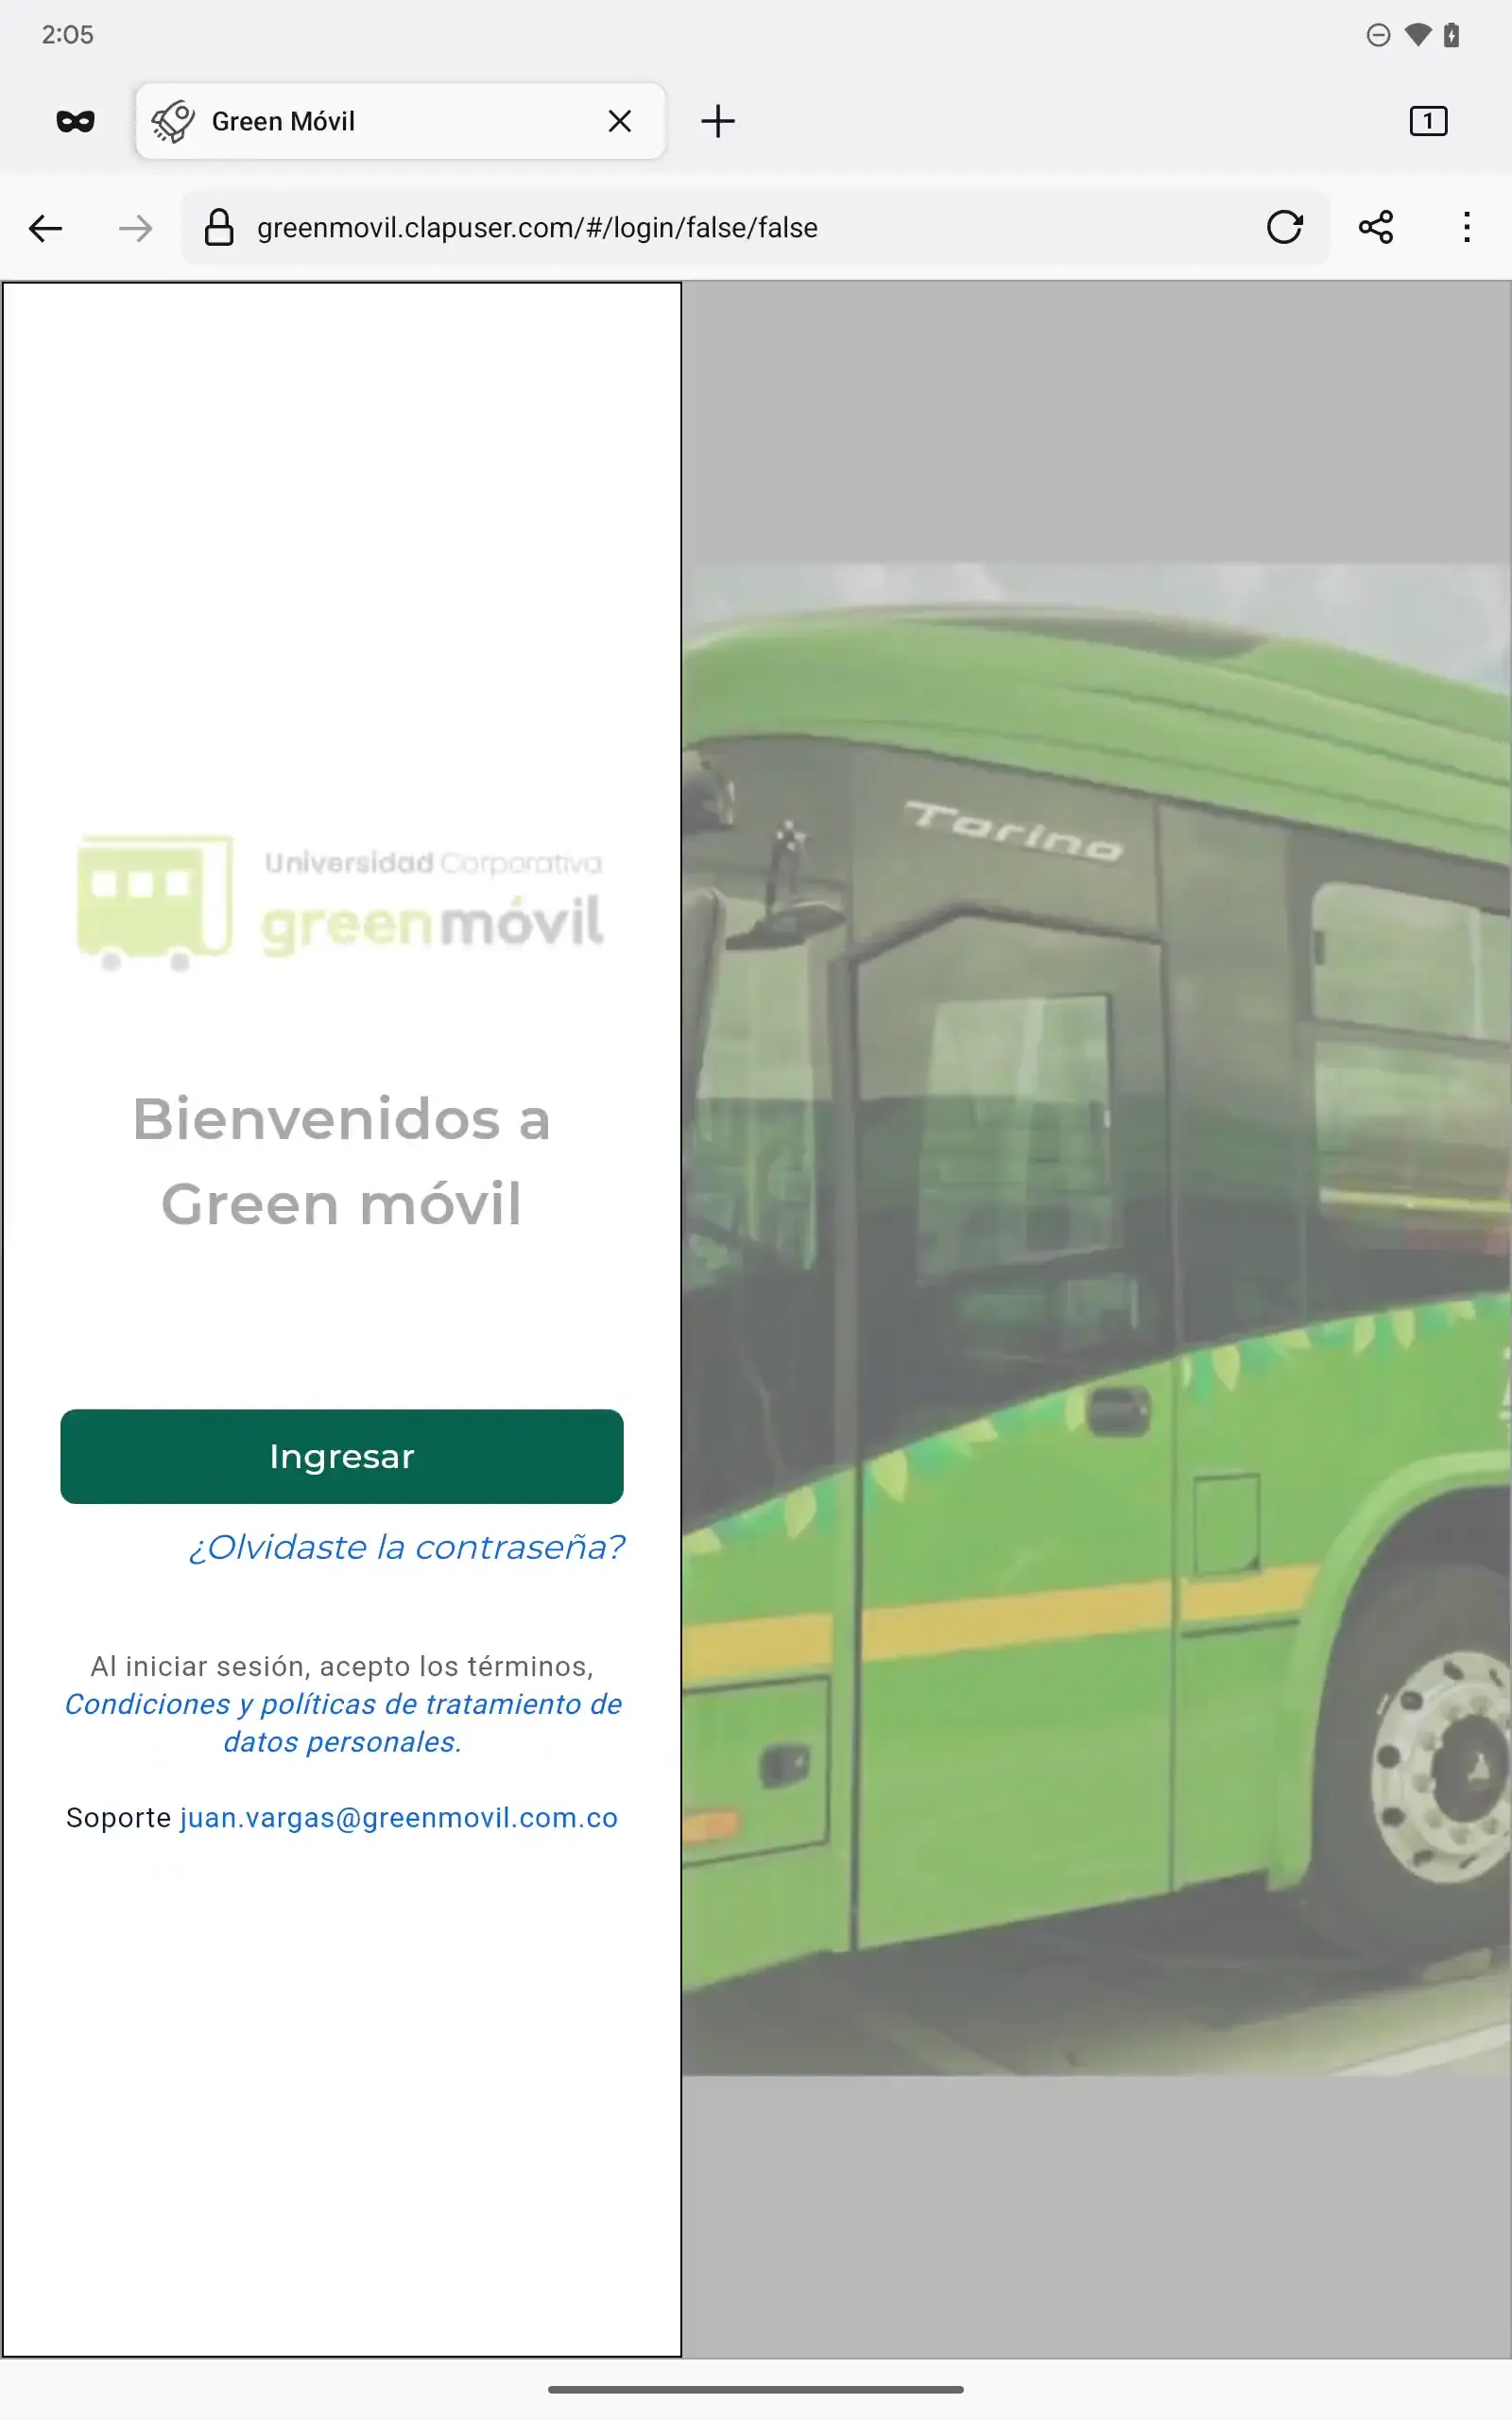 2:05
Green Móvil
1
greenmovil.clapuser.com/#/login/false/false
Universidad Corporativa
greenmóvil
Torino
Bienvenidos a
Green móvil
Ingresar
¿Olvidaste la contraseña?
Al iniciar sesión, acepto los términos,
Condiciones y políticas de tratamiento de
datos personales.
Soporte juan.vargas@greenmovil.com.co